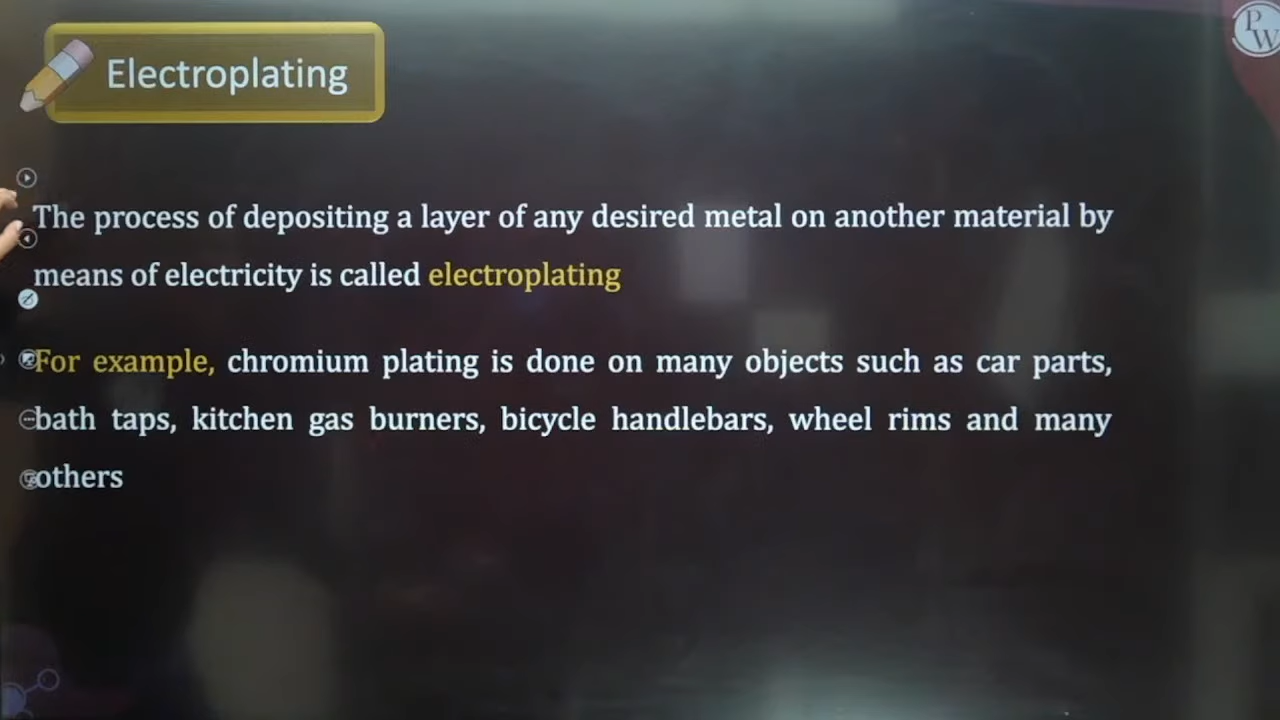 PW
Electroplating
The process of depositing a layer of any desired metal on another material by
means of electricity is called electroplating
For example, chromium plating is done on many objects such as car parts,
bath taps, kitchen gas burners, bicycle handlebars, wheel rims and many
others